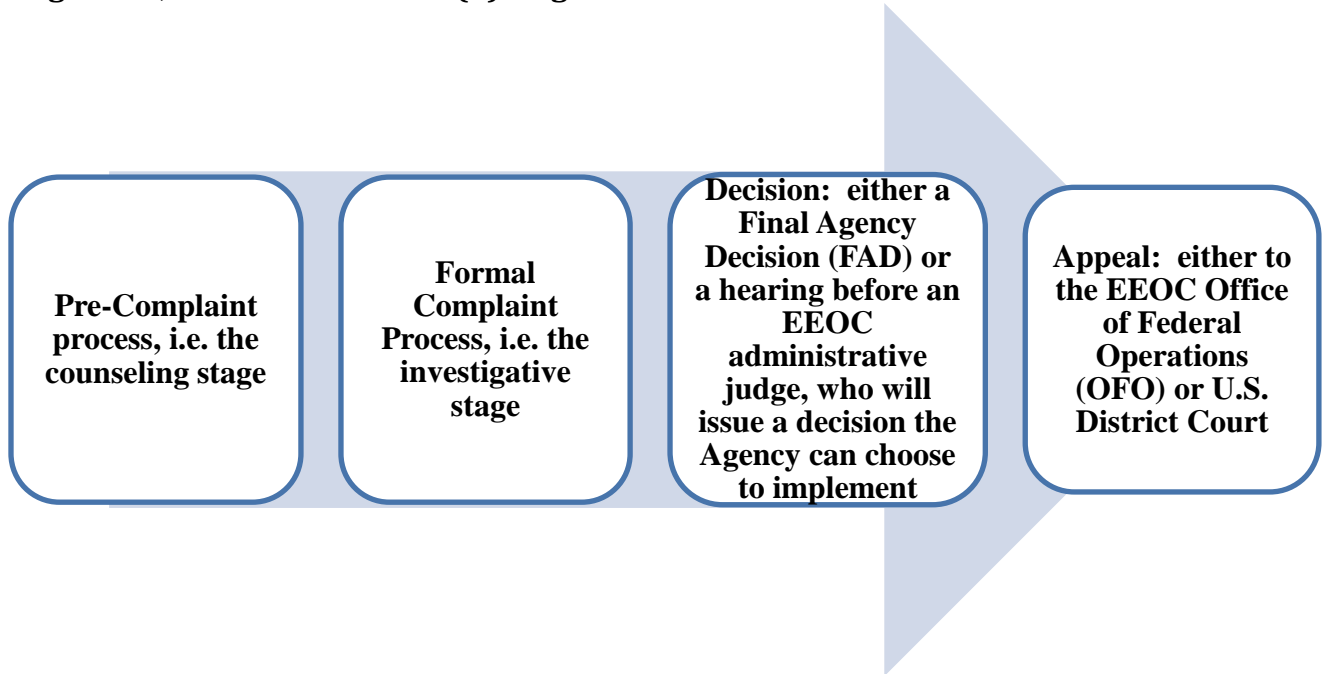 Pre-Complaint
process, i.e. the
counseling stage
Formal
Complaint
Process, i.e. the
investigative
stage
Decision:  either a
Final Agency
Decision (FAD) or
a hearing before an
EEOC
administrative
judge, who will
issue a decision the
Agency can choose
to implement
Appeal:  either to
the EEOC Office
of Federal
Operations
(OFO) or U.S.
District Court